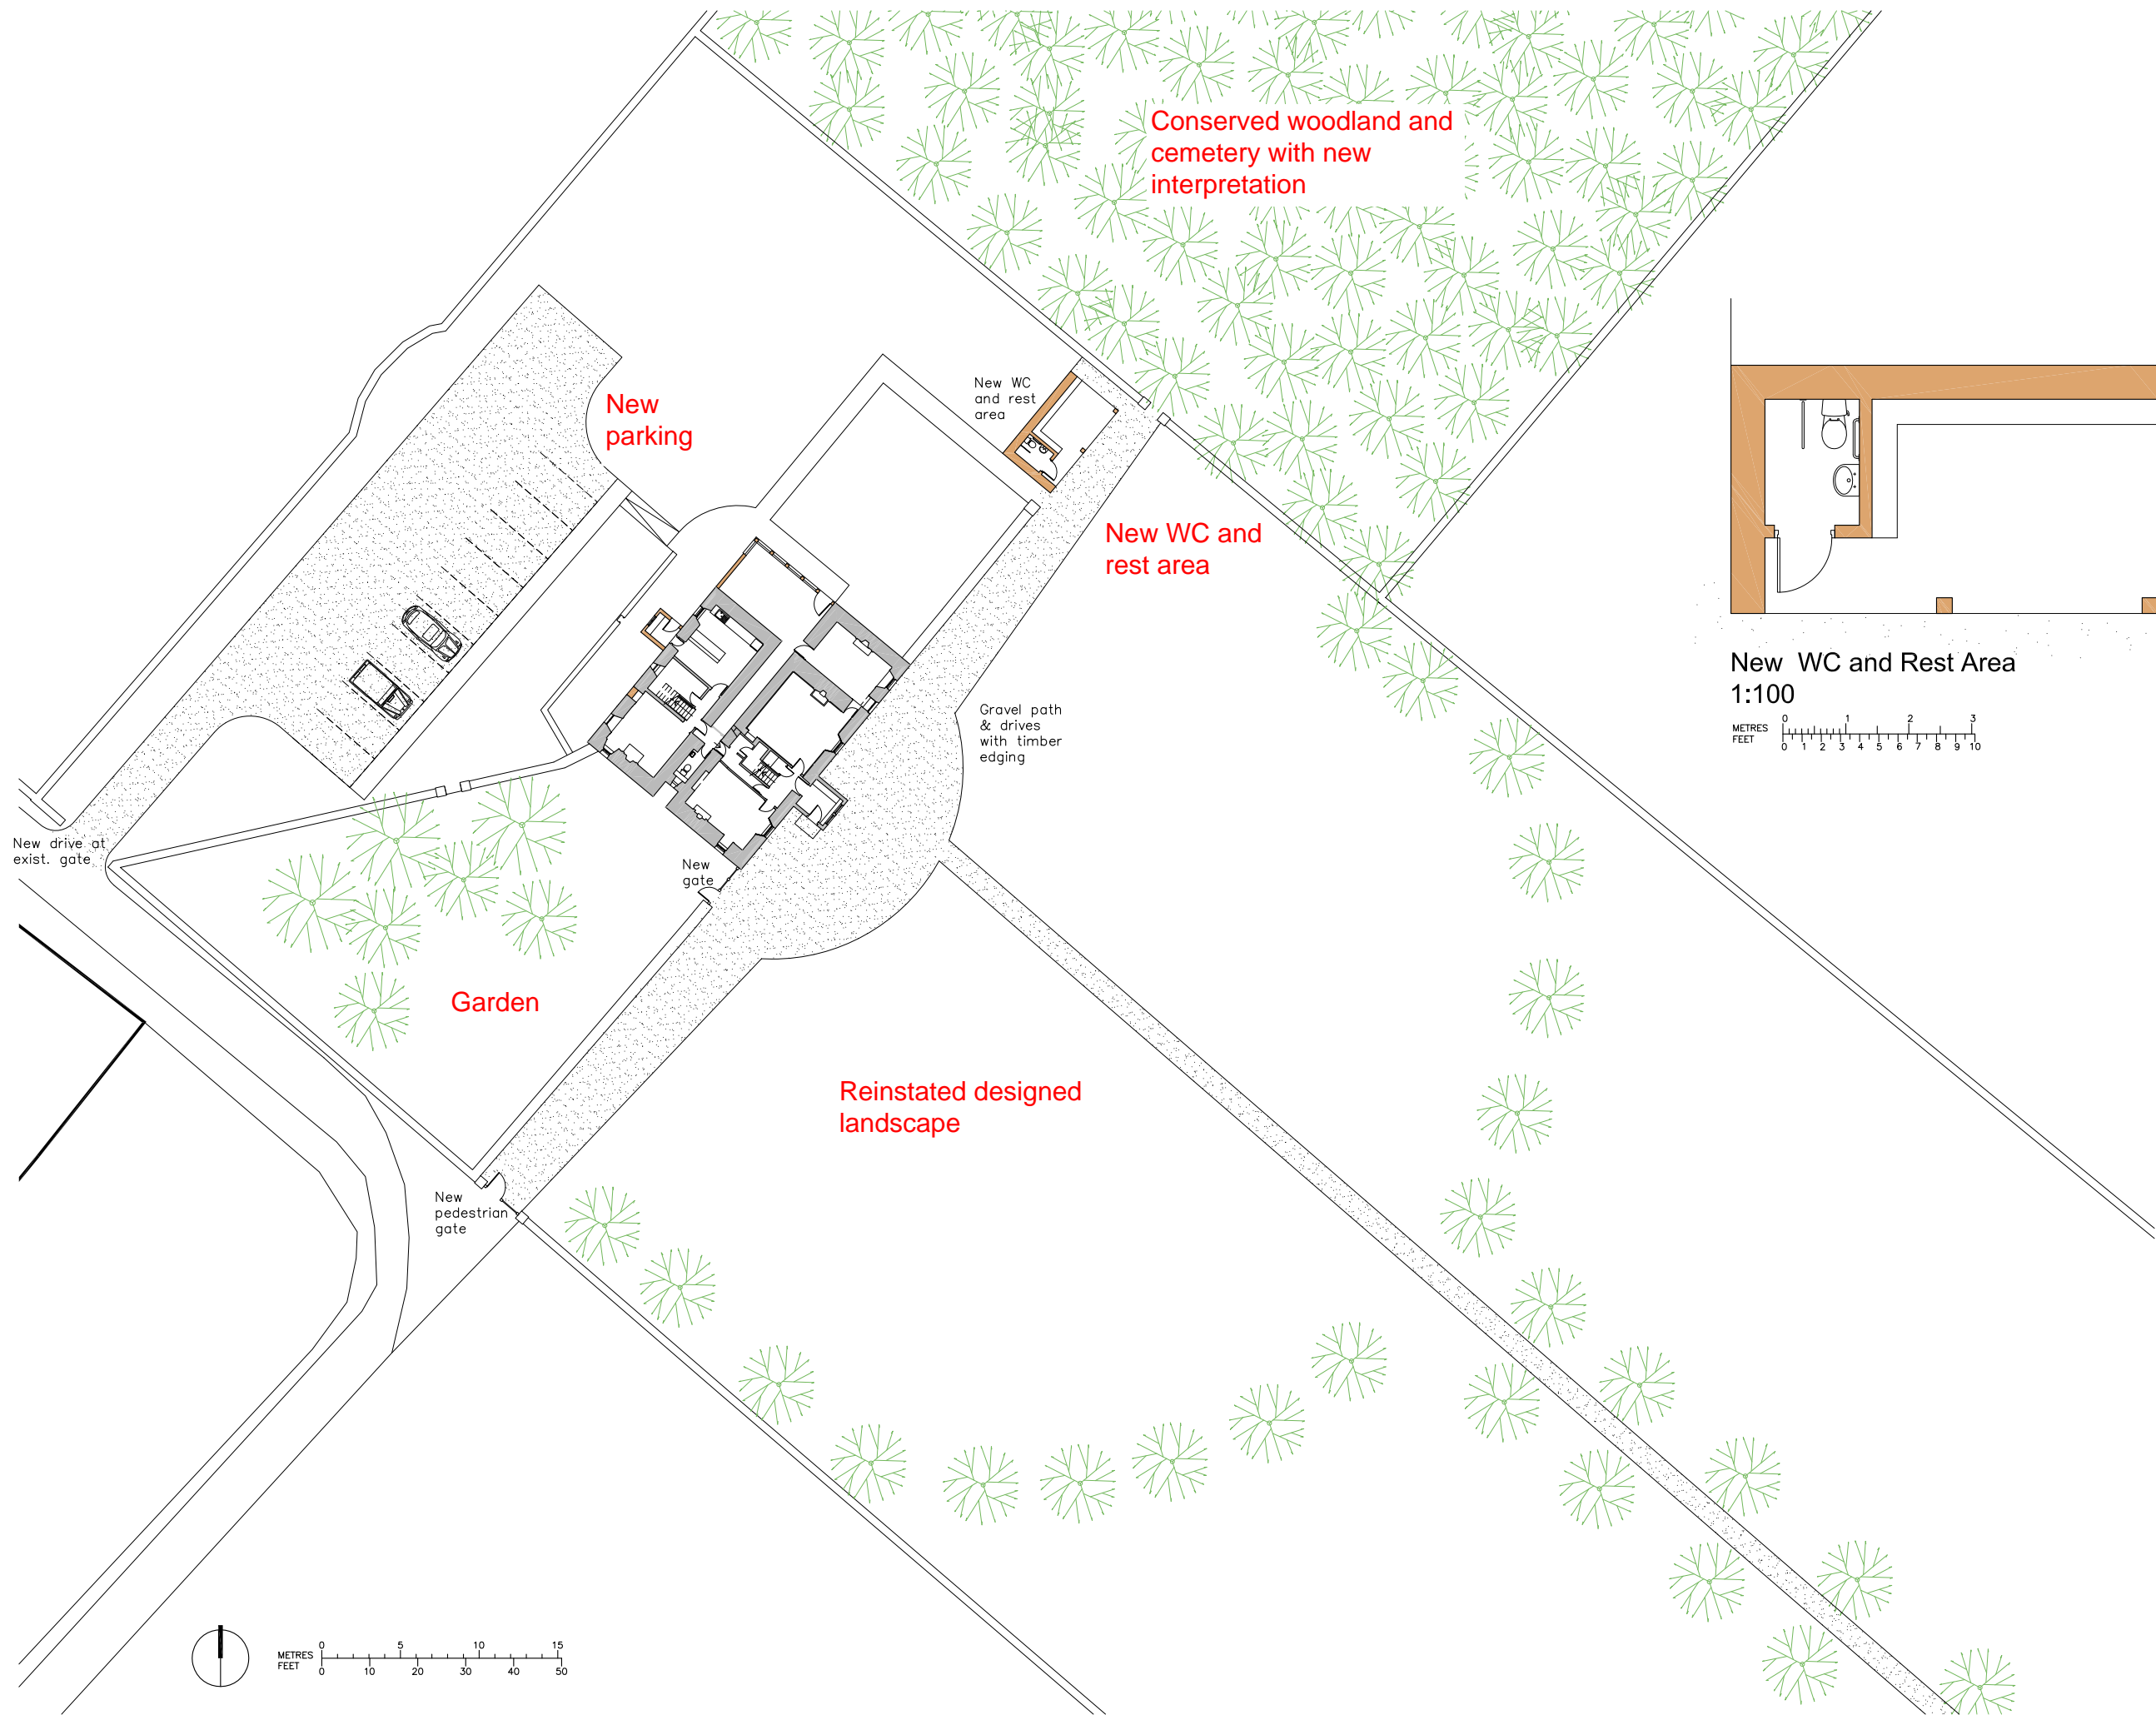 Conserved woodland and
cemetery with new
interpretation
New
parking
New WC
and rest
area
New WC and
rest area
New  WC and Rest Area
1:100
METRES 0 1 2 3
FEET 0 1 2 3 4 5 6 7 8 9 10
Gravel path
& drives
with timber
edging
New drive at
exist. gate
New
gate
Garden
Reinstated designed
landscape
New
pedestrian
gate
METRES 0 5 10 15
FEET 0 10 20 30 40 50